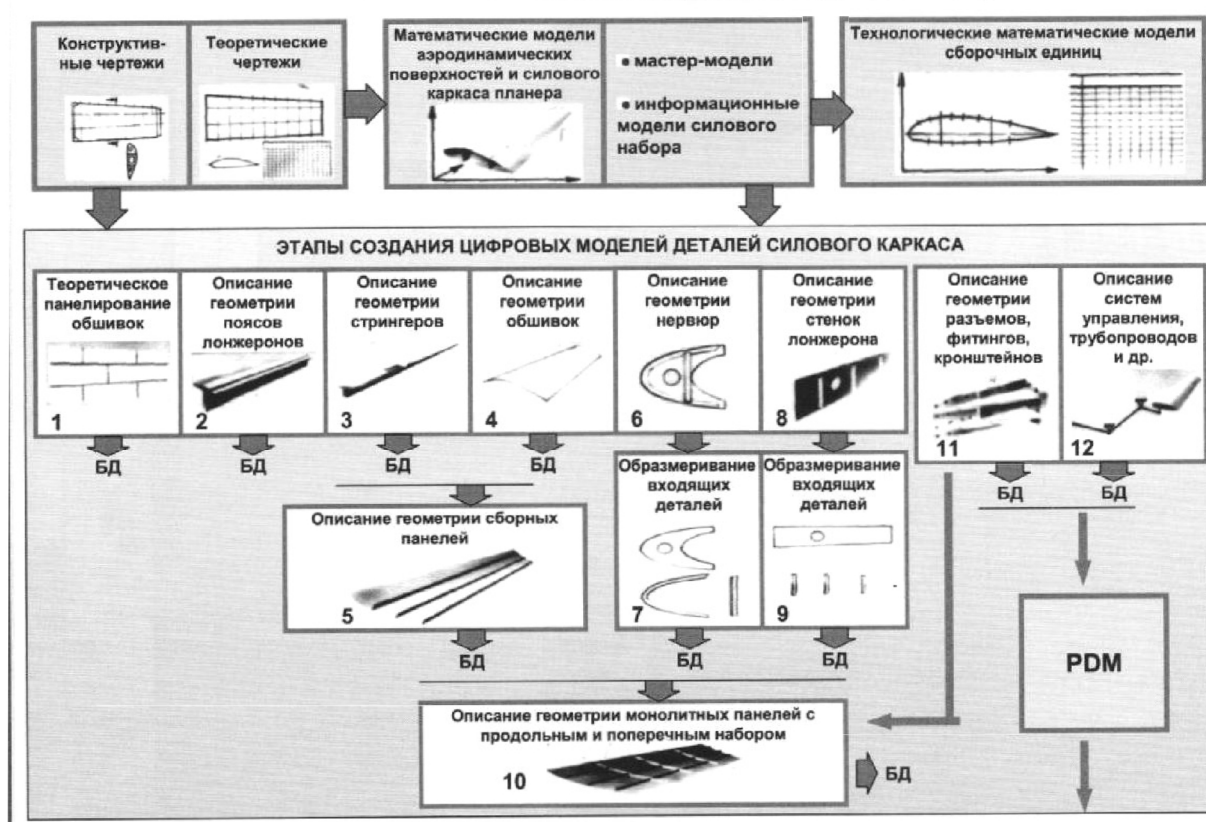 Конструктив-
ные чертежи
Теоретические
чертежи
Математические модели
аэродинамических
поверхностей и силового
каркаса планера
• мастер-модели
• информационные
модели силового
набора
Технологические математические модели
сборочных единиц
ЭТАПЫ СОЗДАНИЯ ЦИФРОВЫХ МОДЕЛЕЙ ДЕТАЛЕЙ СИЛОВОГО КАРКАСА
Теоретическое
панелирование
обшивок
1
Описание
геометрии
поясов
лонжеронов
2
Описание
геометрии
стрингеров
3
Описание
геометрии
обшивок
4
Описание
геометрии
нервюр
6
Описание
геометрии
стенок
лонжерона
8
Описание
геометрии
разъемов,
фитингов,
кронштейнов
11
Описание
систем
управления,
трубопроводов
и др.
12
БД
БД
БД
БД
БД
БД
Описание геометрии сборных
панелей
5
Образмеривание
входящих
деталей
7
Образмеривание
входящих
деталей
9
БД
БД
БД
PDM
Описание геометрии монолитных панелей с
продольным и поперечным набором
10
БД